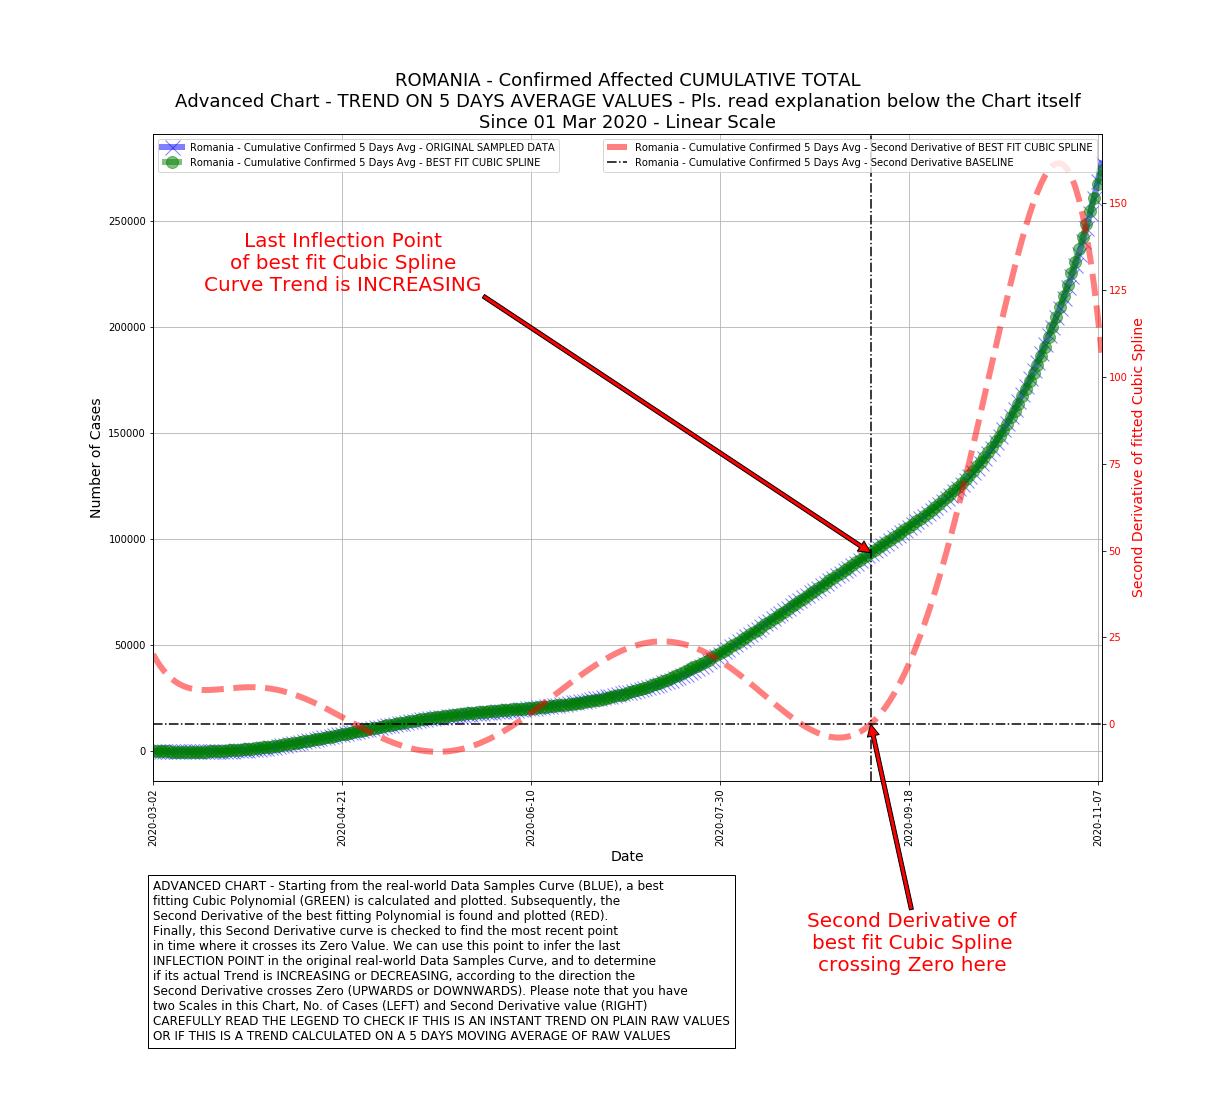 ROMANIA - Confirmed Affected CUMULATIVE TOTAL
Advanced Chart - TREND ON 5 DAYS AVERAGE VALUES - Pls. read explanation below the Chart itself
Since 01 Mar 2020 - Linear Scale
Romania - Cumulative Confirmed 5 Days Avg - ORIGINAL SAMPLED DATA
Romania - Cumulative Confirmed 5 Days Avg - BEST FIT CUBIC SPLINE
Romania - Cumulative Confirmed 5 Days Avg - Second Derivative of BEST FIT CUBIC SPLINE
Romania - Cumulative Confirmed 5 Days Avg - Second Derivative BASELINE
Last Inflection Point
of best fit Cubic Spline
Curve Trend is INCREASING
Number of Cases
250000
200000
150000
100000
50000
0
150
125
100
75
50
25
0
Second Derivative of fitted Cubic Spline
2020-03-02
2020-04-21
2020-06-10
2020-07-30
2020-09-18
2020-11-07
Date
Second Derivative of
best fit Cubic Spline
crossing Zero here
ADVANCED CHART - Starting from the real-world Data Samples Curve (BLUE), a best
fitting Cubic Polynomial (GREEN) is calculated and plotted. Subsequently, the
Second Derivative of the best fitting Polynomial is found and plotted (RED).
Finally, this Second Derivative curve is checked to find the most recent point
in time where it crosses its Zero Value. We can use this point to infer the last
INFLECTION POINT in the original real-world Data Samples Curve, and to determine
if its actual Trend is INCREASING or DECREASING, according to the direction the
Second Derivative crosses Zero (UPWARDS or DOWNWARDS). Please note that you have
two Scales in this Chart, No. of Cases (LEFT) and Second Derivative value (RIGHT)
CAREFULLY READ THE LEGEND TO CHECK IF THIS IS AN INSTANT TREND ON PLAIN RAW VALUES
OR IF THIS IS A TREND CALCULATED ON A 5 DAYS MOVING AVERAGE OF RAW VALUES